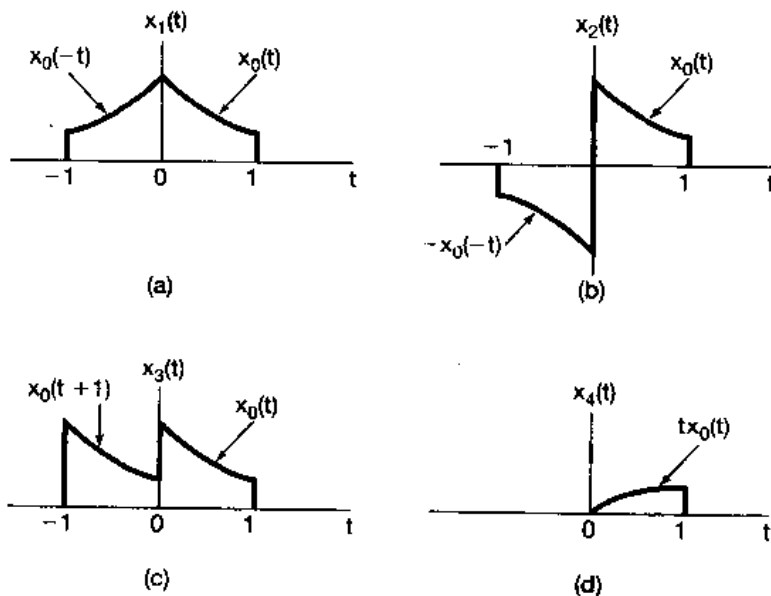 x₁(t)
x₀(−t)
x₀(t)
−1
0
1
t
(a)
x₂(t)
x₀(t)
−1
1
t
−x₀(−t)
(b)
x₃(t)
x₀(t + 1)
x₀(t)
−1
0
1
t
(c)
x₄(t)
tx₀(t)
0
1
t
(d)